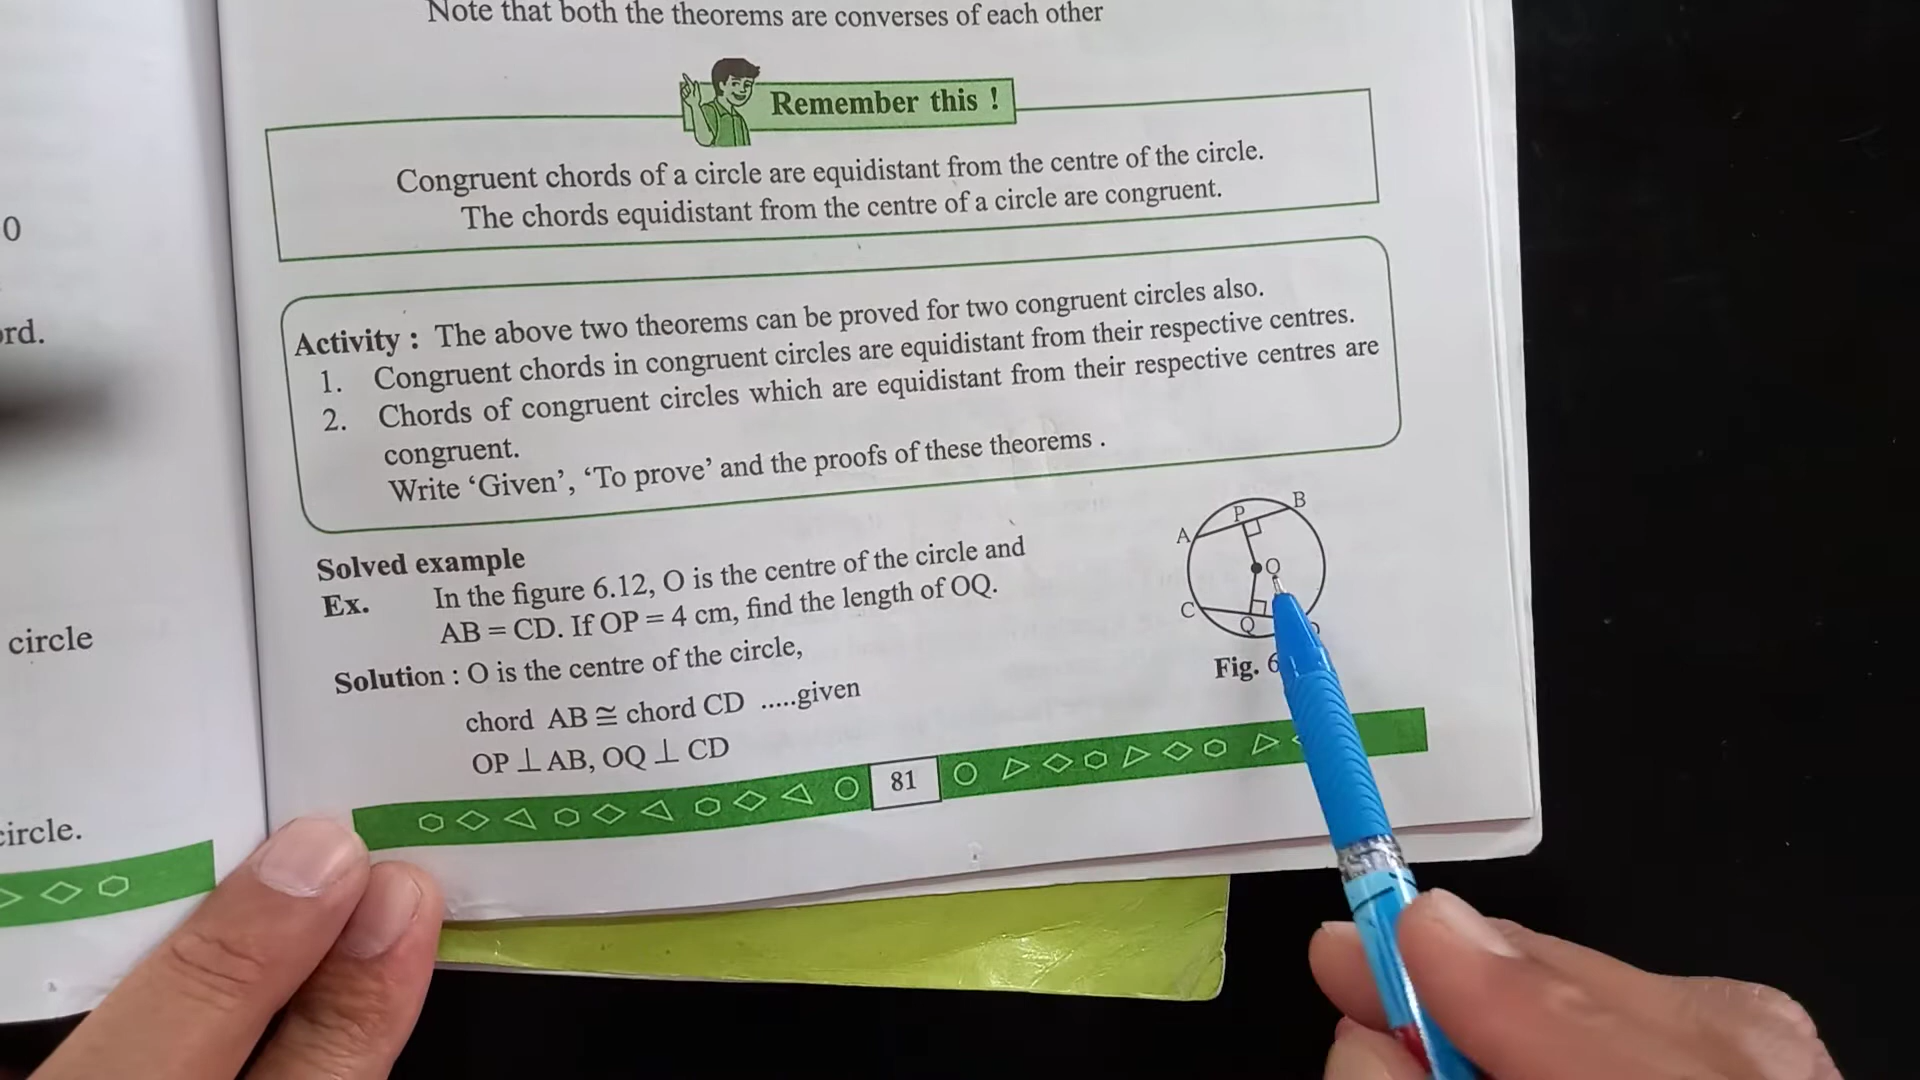 Note that both the theorems are converses of each other
Remember this !
Congruent chords of a circle are equidistant from the centre of the circle.
The chords equidistant from the centre of a circle are congruent.
0
ord.
circle
circle.
Activity : The above two theorems can be proved for two congruent circles also.
1. Congruent chords in congruent circles are equidistant from their respective centres.
2. Chords of congruent circles which are equidistant from their respective centres are
congruent.
Write ‘Given’, ‘To prove’ and the proofs of these theorems .
Solved example
Ex. In the figure 6.12, O is the centre of the circle and
AB = CD. If OP = 4 cm, find the length of OQ.
Solution : O is the centre of the circle,
chord AB ≅ chord CD .....given
OP ⊥ AB, OQ ⊥ CD
A
P
B
O
C
Q
Fig. 6
81